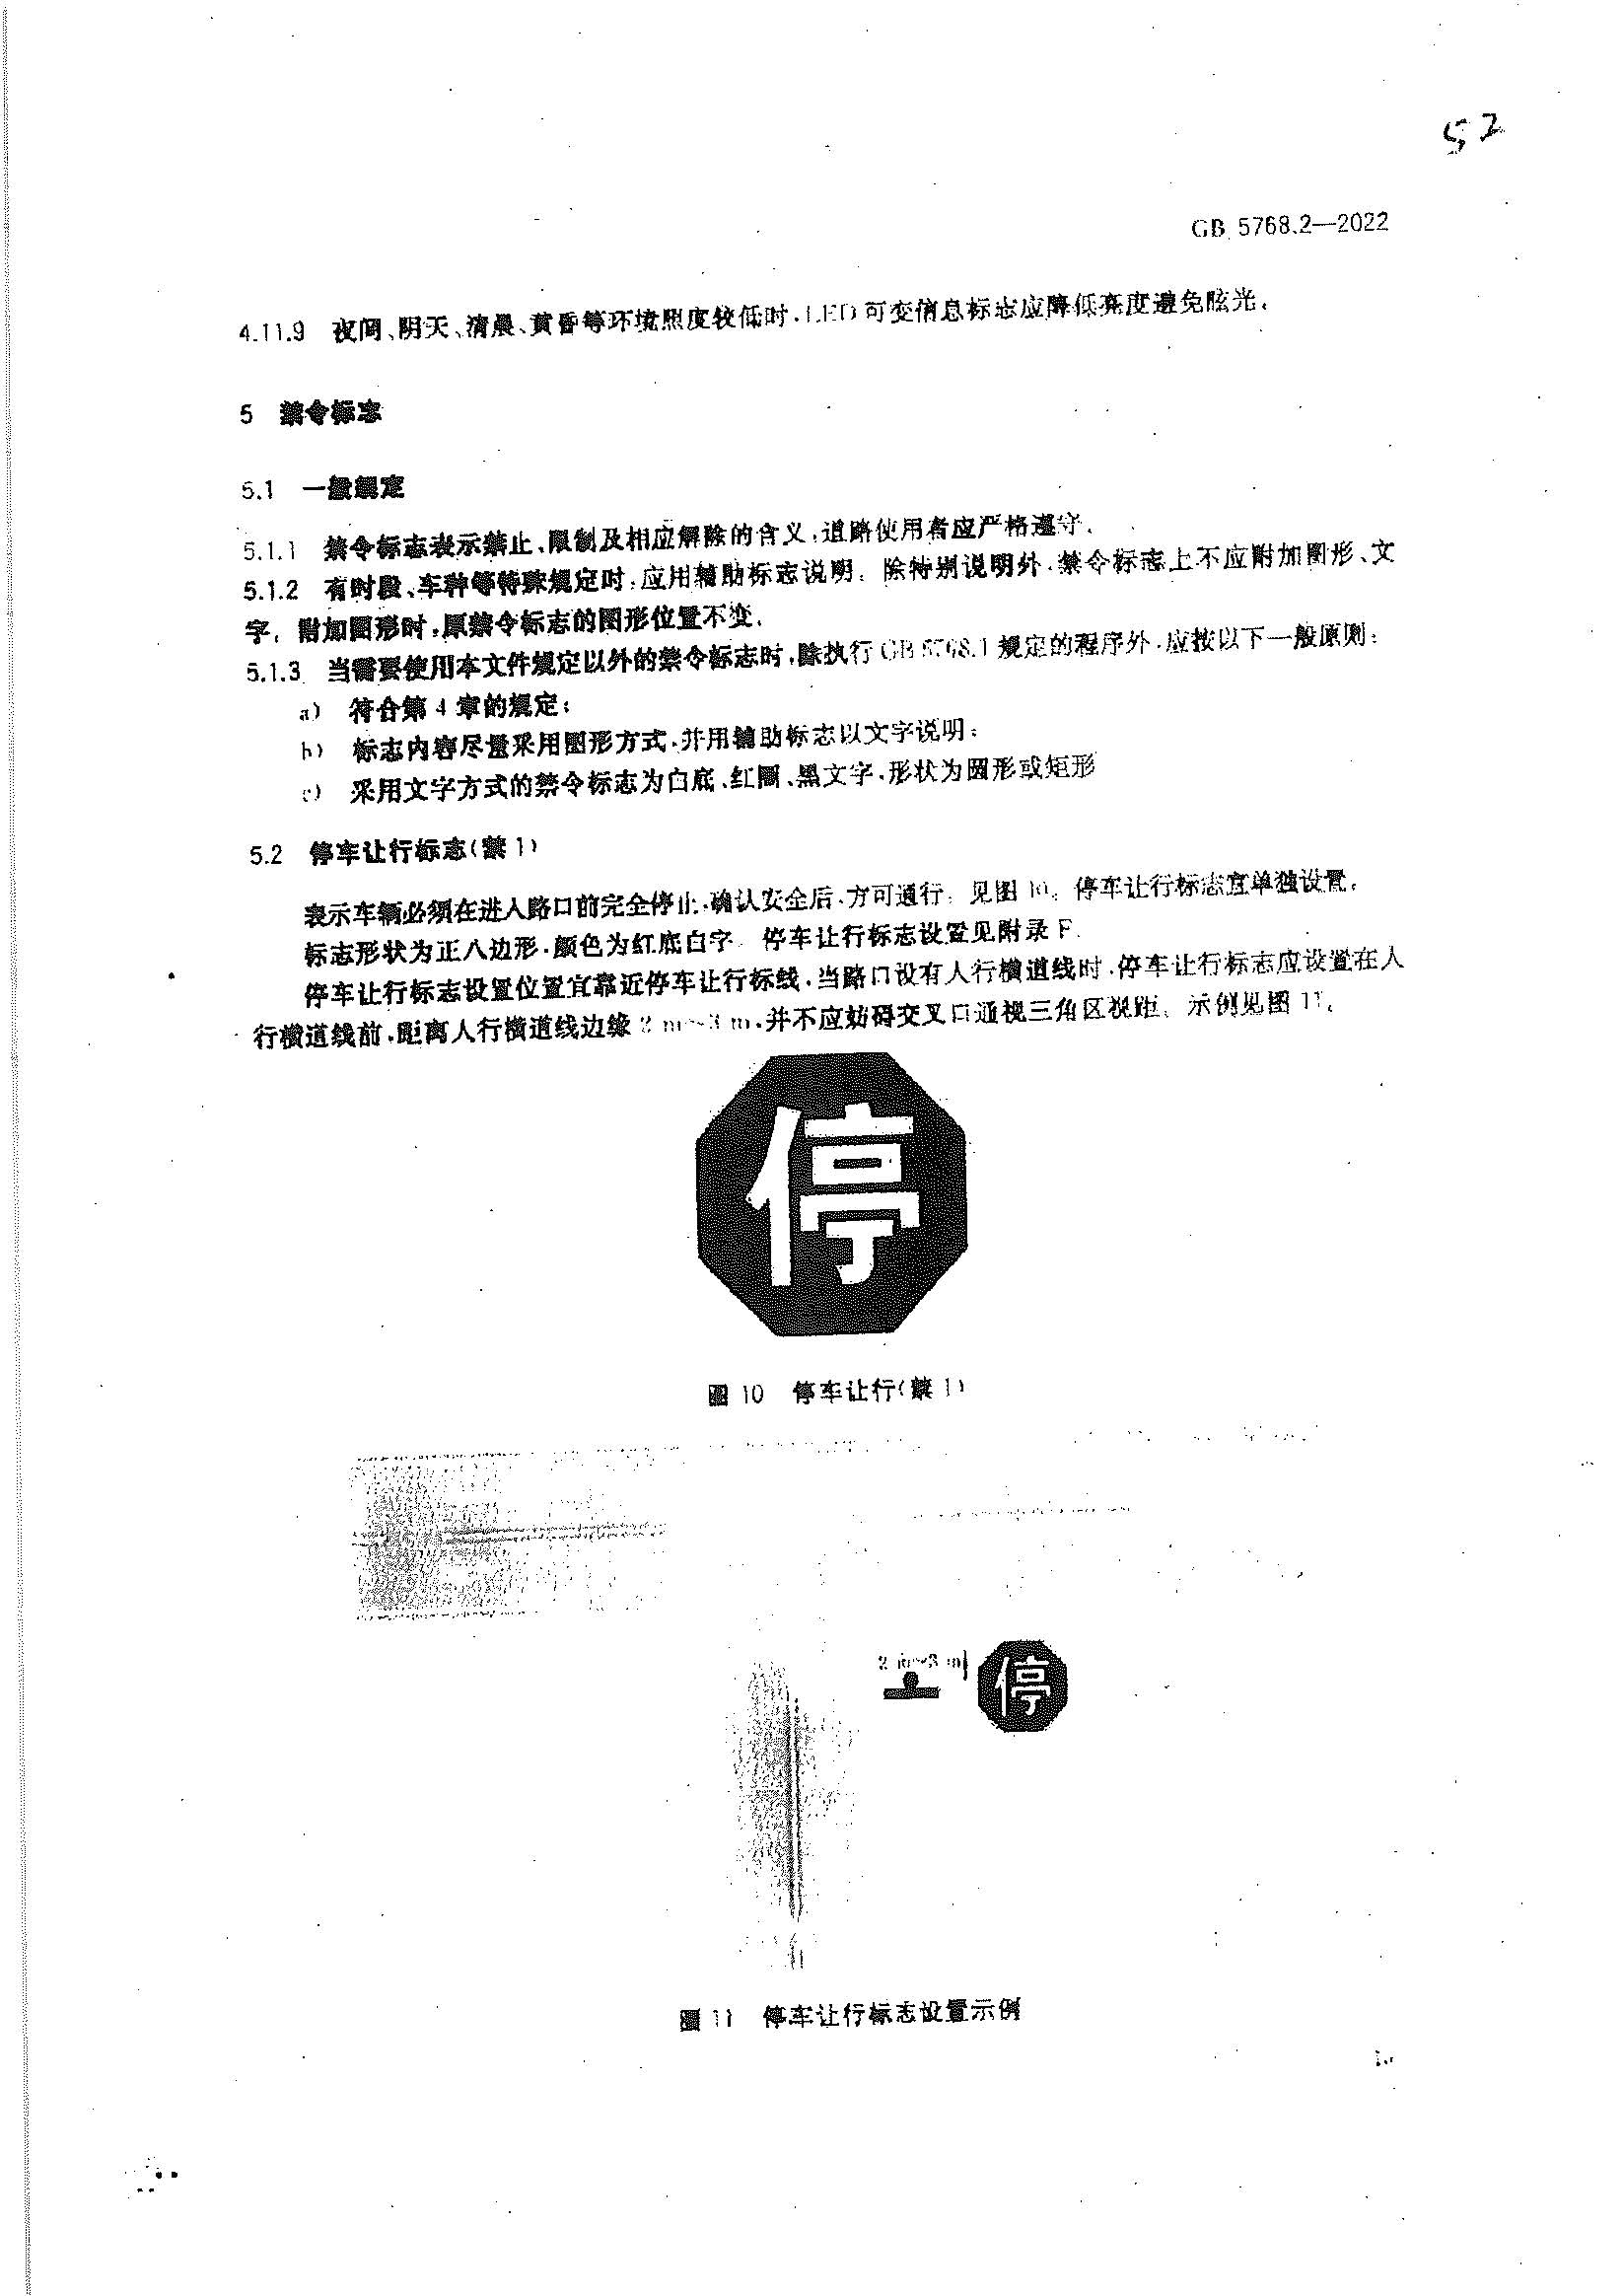 52
GB 5768.2—2022
4.11.9 夜间、阴天、清晨、黄昏等环境照度较低时,LED可变信息标志应降低亮度避免眩光。
5 禁令标志
5.1 一般规定
5.1.1 禁令标志表示禁止、限制及相应解除的含义,道路使用者应严格遵守。
5.1.2 有时段、车种等特殊规定时,应用辅助标志说明。除特别说明外,禁令标志上不应附加图形、文
字。附加图形时,原禁令标志的图形位置不变。
5.1.3 当需要使用本文件规定以外的禁令标志时,除执行 GB 5768.1 规定的程序外,应按以下一般原则:
a) 符合第 4 章的规定;
b) 标志内容尽量采用图形方式,并用辅助标志以文字说明;
c) 采用文字方式的禁令标志为白底、红圈、黑文字,形状为圆形或矩形
5.2 停车让行标志(禁 1)
表示车辆必须在进入路口前完全停止,确认安全后,方可通行。见图 10。停车让行标志宜单独设置。
标志形状为正八边形,颜色为红底白字。停车让行标志设置见附录 F.
停车让行标志设置位置宜靠近停车让行标线,当路口设有人行横道线时,停车让行标志应设置在人
行横道线前,距离人行横道线边缘 2 m~3 m,并不应妨碍交叉口通视三角区视距。示例见图 11。
停
图 10 停车让行(禁 1)
2 m~3 m
停
图 11 停车让行标志设置示例